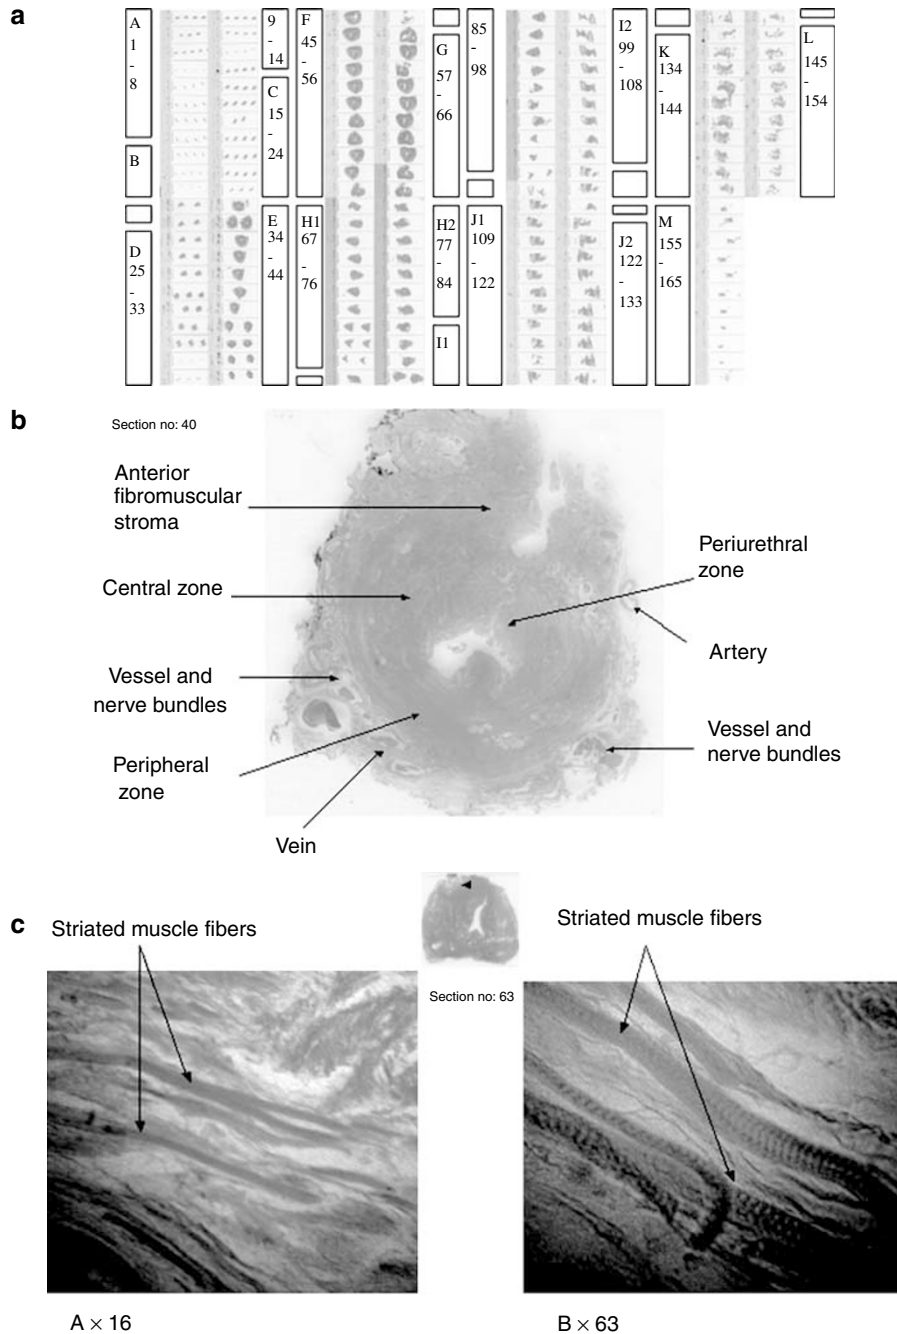 a
A
1
-
8
B
D
25
-
33
9
-
14
C
15
-
24
E
34
-
44
F
45
-
56
H1
67
-
76
G
57
-
66
H2
77
-
84
I1
85
-
98
J1
109
-
122
I2
99
-
108
J2
122
-
133
K
134
-
144
M
155
-
165
L
145
-
154
b
Section no: 40
Anterior
fibromuscular
stroma
Central zone
Vessel and
nerve bundles
Peripheral
zone
Vein
Periurethral
zone
Artery
Vessel and
nerve bundles
c
Striated muscle fibers
Section no: 63
Striated muscle fibers
A × 16
B × 63